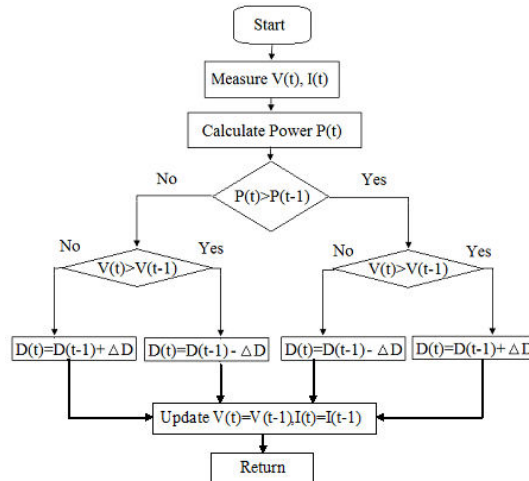 Start
Measure V(t), I(t)
Calculate Power P(t)
No
Yes
P(t)>P(t-1)
No
Yes
No
Yes
V(t)>V(t-1)
V(t)>V(t-1)
D(t)=D(t-1)+△D
D(t)=D(t-1)-△D
D(t)=D(t-1)-△D
D(t)=D(t-1)+△D
Update V(t)=V(t-1),I(t)=I(t-1)
Return